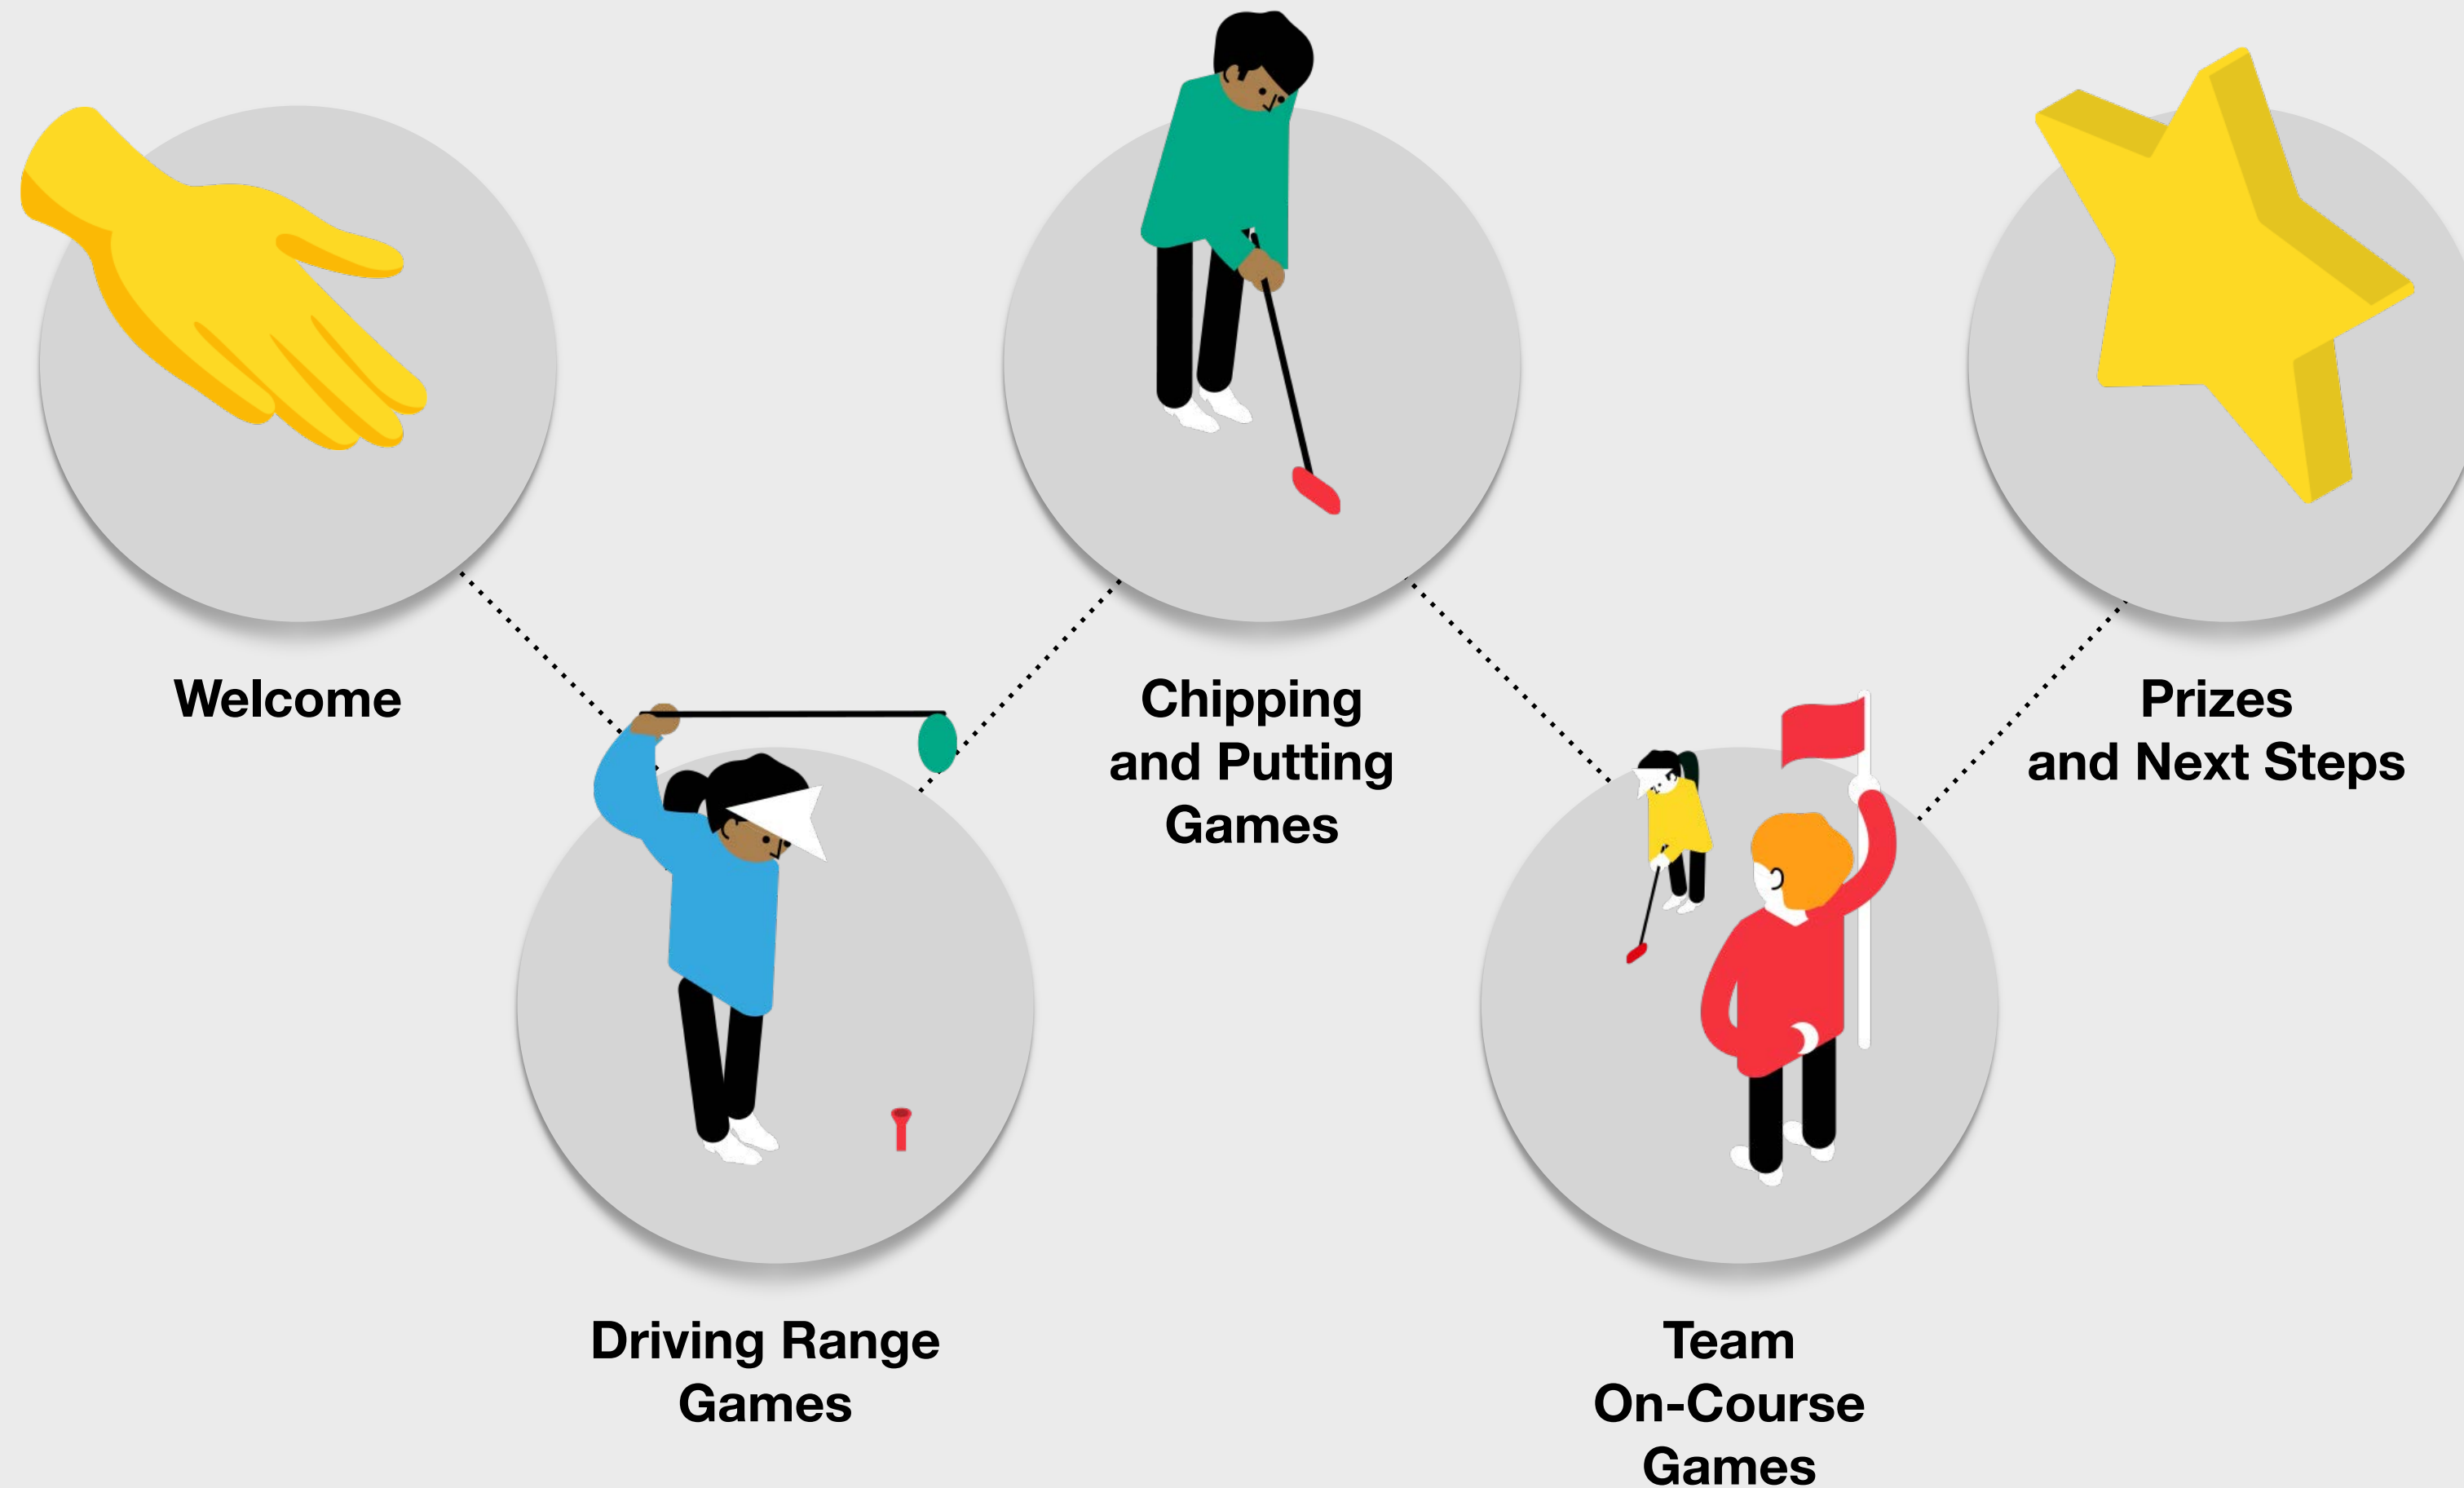 Welcome
Driving Range
Games
Chipping
and Putting
Games
Team
On-Course
Games
Prizes
and Next Steps